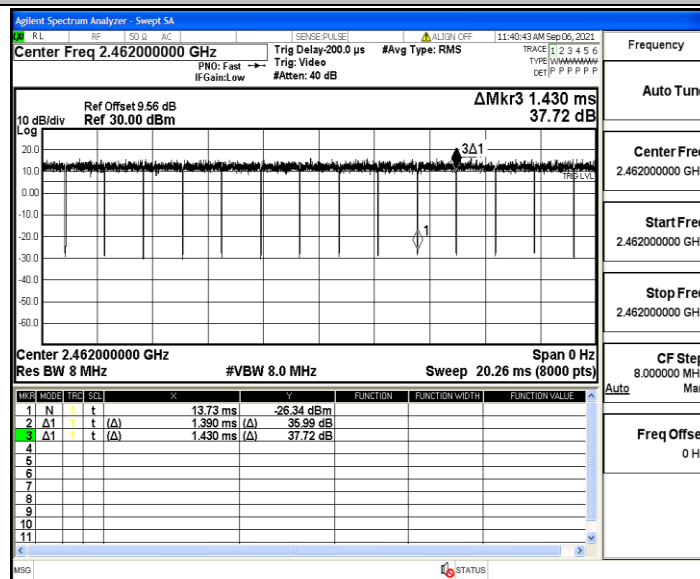 Agilent Spectrum Analyzer - Swept SA
RL RF 50 Ω AC SENSE:PULSE ALIGN OFF 11:40:43 AM Sep 06, 2021
Center Freq 2.462000000 GHz
PNO: Fast
IFGain:Low
Trig Delay-200.0 µs
Trig: Video
#Atten: 40 dB
#Avg Type: RMS
TRACE 1 2 3 4 5 6
TYPE
DET P P P P P P
Ref Offset 9.56 dB
10 dB/div Ref 30.00 dBm
ΔMkr3 1.430 ms
37.72 dB
Log
20.0
10.0
0.00
-10.0
-20.0
-30.0
-40.0
-50.0
-60.0
3Δ1
TRIG LVL
1
Center 2.462000000 GHz Span 0 Hz
Res BW 8 MHz #VBW 8.0 MHz Sweep 20.26 ms (8000 pts)
MKR MODE TRC SCL X Y FUNCTION FUNCTION WIDTH FUNCTION VALUE
1 N 1 t 13.73 ms -26.34 dBm
2 Δ1 1 t (Δ) 1.390 ms (Δ) 35.99 dB
3 Δ1 1 t (Δ) 1.430 ms (Δ) 37.72 dB
4
5
6
7
8
9
10
11
MSG STATUS
Frequency
Auto Tun
Center Fre
2.462000000 GH
Start Fre
2.462000000 GH
Stop Fre
2.462000000 GH
CF Step
8.000000 MH
Auto Ma
Freq Offse
0 H